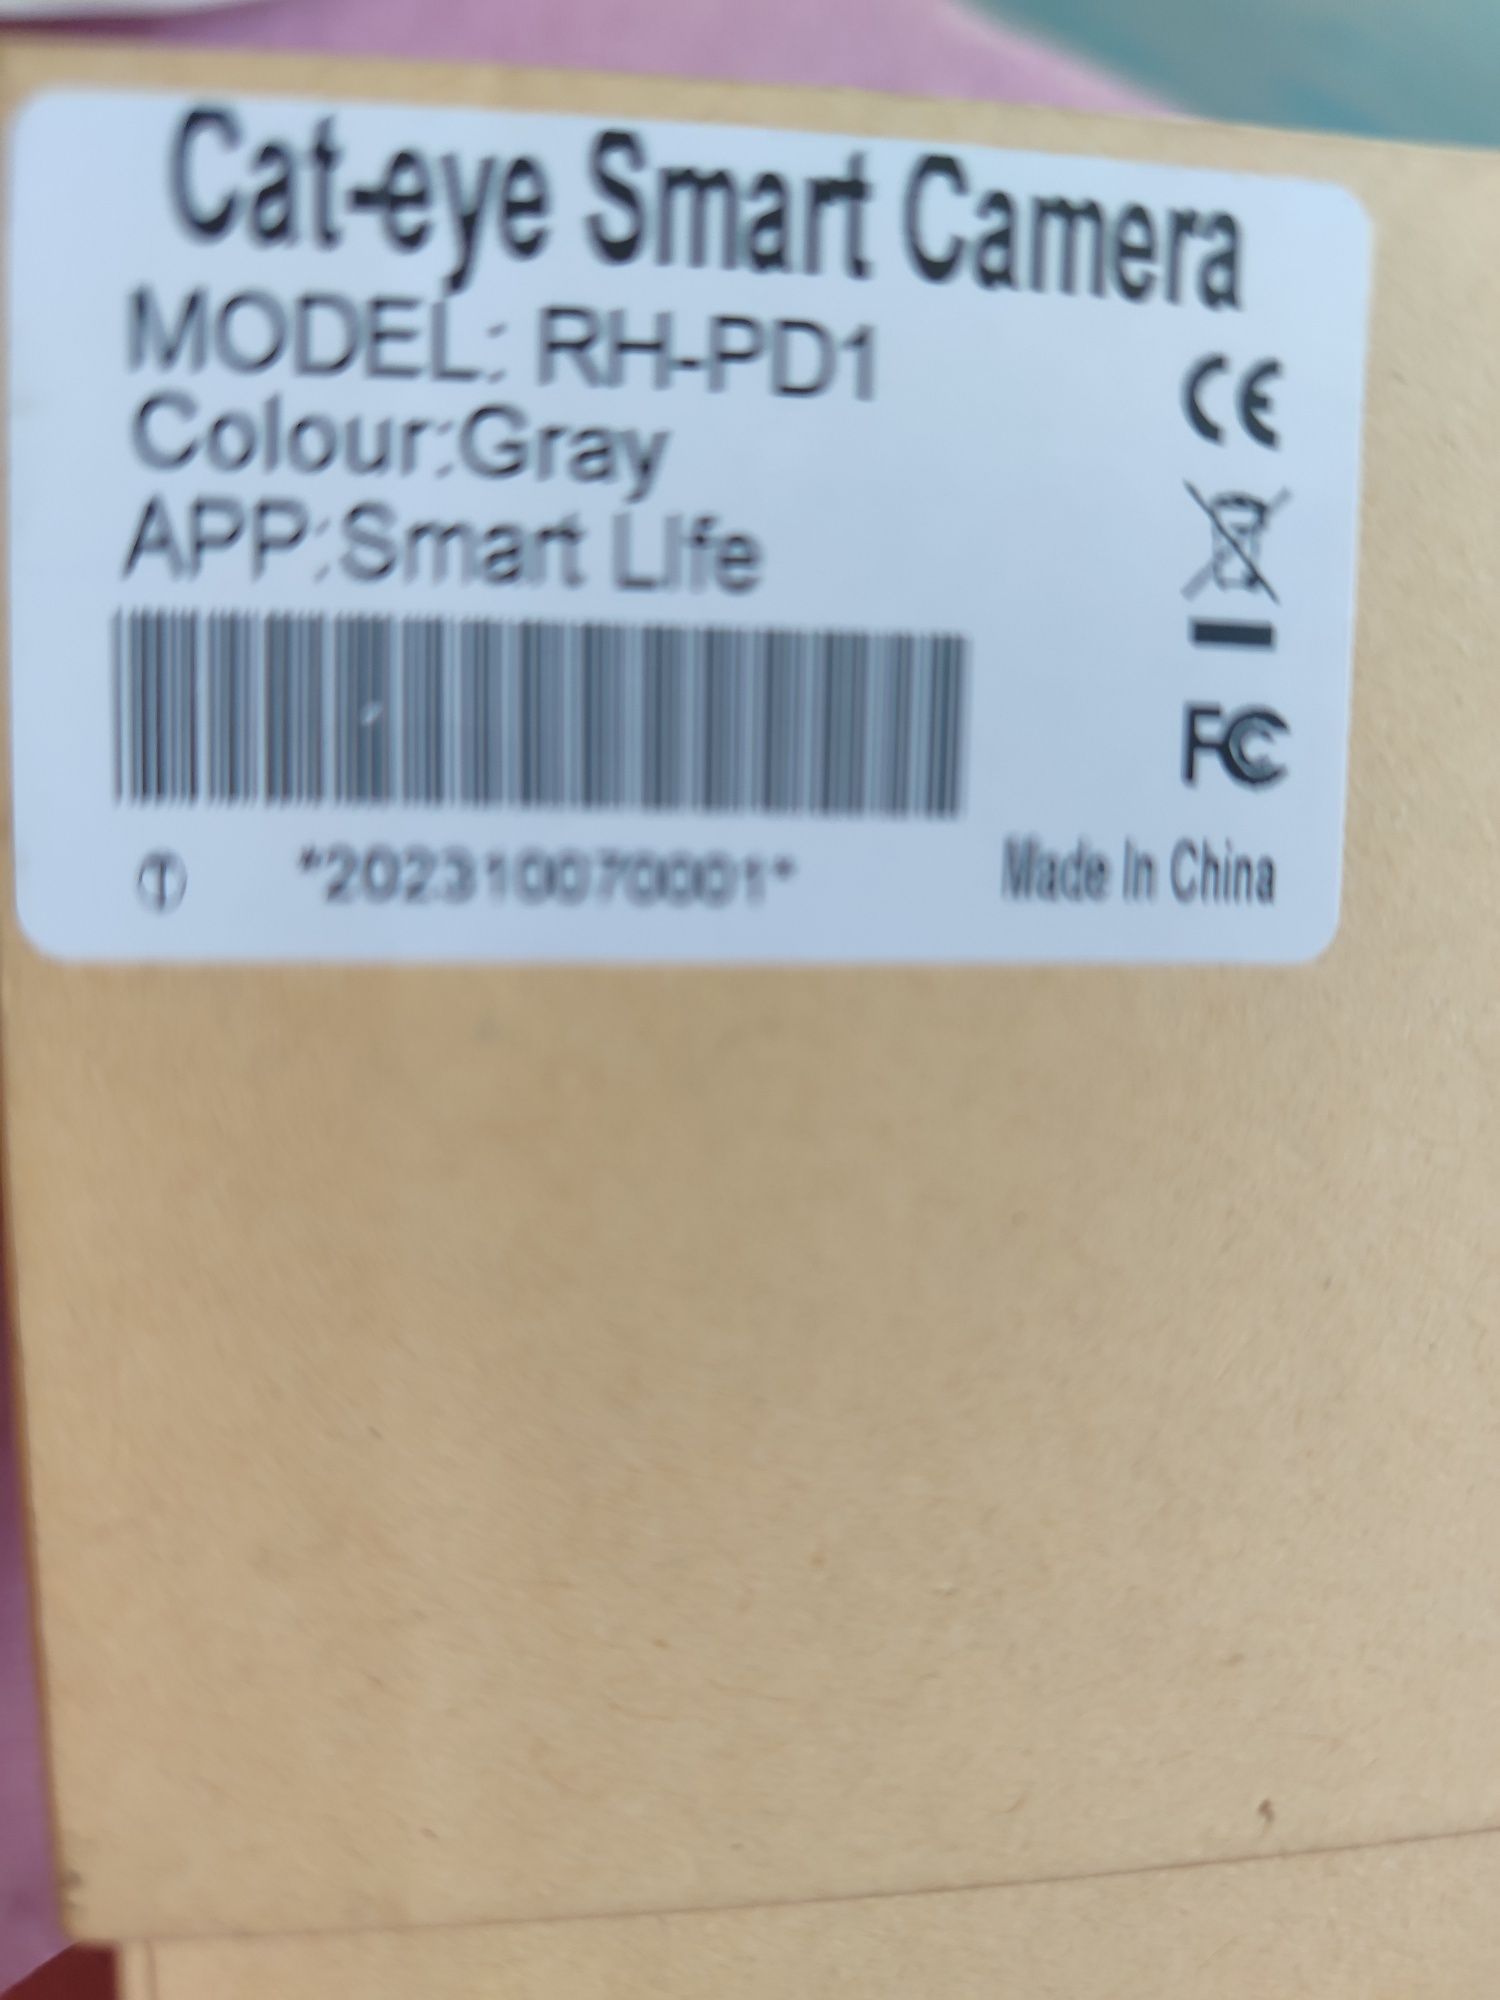 Cat-eye Smart Camera
MODEL: RH-PD1
Colour:Gray
APP:Smart LIfe
CE
FC
*202310070001*
Made In China